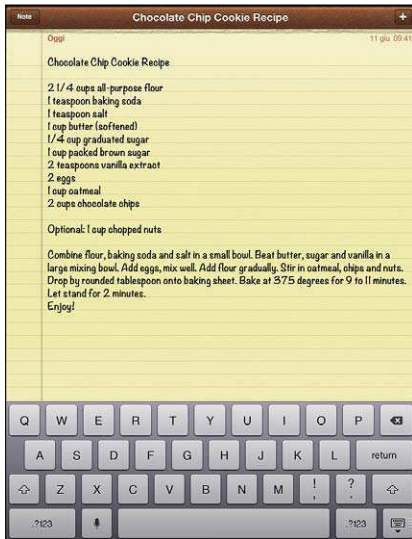 Note
Chocolate Chip Cookie Recipe
+
Oggi
11 giu 09:41
Chocolate Chip Cookie Recipe
2 1/4 cups all-purpose flour
1 teaspoon baking soda
1 teaspoon salt
1 cup butter (softened)
1/4 cup graduated sugar
1 cup packed brown sugar
2 teaspoons vanilla extract
2 eggs
1 cup oatmeal
2 cups chocolate chips
Optional: 1 cup chopped nuts
Combine flour, baking soda and salt in a small bowl. Beat butter, sugar and vanilla in a
large mixing bowl. Add eggs, mix well. Add flour gradually. Stir in oatmeal, chips and nuts.
Drop by rounded tablespoon onto baking sheet. Bake at 375 degrees for 9 to 11 minutes.
Let stand for 2 minutes.
Enjoy!
Q W E R T Y U I O P
A S D F G H J K L return
Z X C V B N M ! , ? .
.?123 .?123